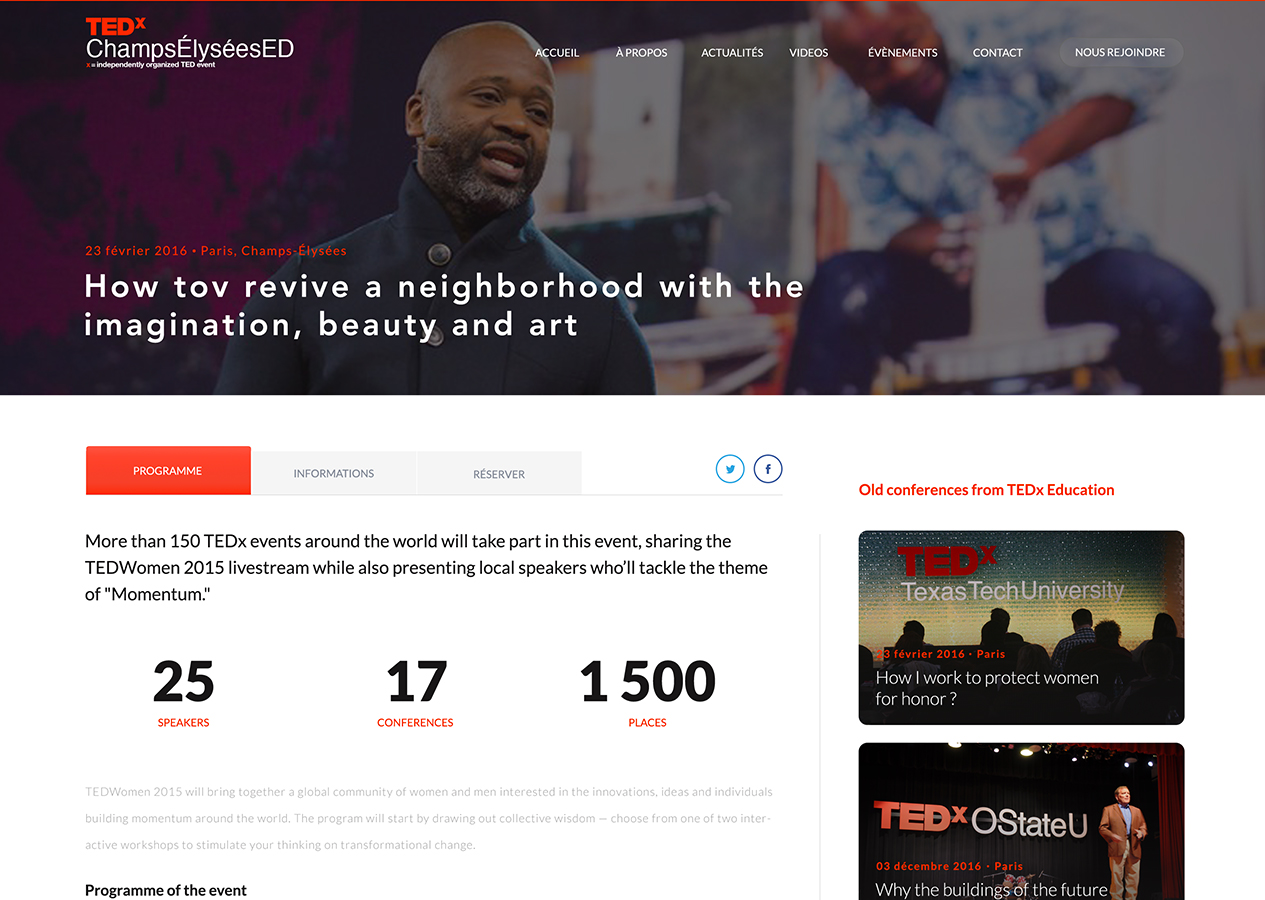 TEDx
ChampsÉlyséesED
x = independently organized TED event
ACCUEIL À PROPOS ACTUALITÉS VIDEOS ÉVÈNEMENTS CONTACT NOUS REJOINDRE
23 février 2016 • Paris, Champs-Élysées
How tov revive a neighborhood with the
imagination, beauty and art
PROGRAMME INFORMATIONS RÉSERVER
Old conferences from TEDx Education
More than 150 TEDx events around the world will take part in this event, sharing the
TEDWomen 2015 livestream while also presenting local speakers who’ll tackle the theme
of "Momentum."
25 17 1 500
SPEAKERS CONFERENCES PLACES
TEDWomen 2015 will bring together a global community of women and men interested in the innovations, ideas and individuals
building momentum around the world. The program will start by drawing out collective wisdom — choose from one of two inter-
active workshops to stimulate your thinking on transformational change.
Programme of the event
TEDx
TexasTechUniversity
23 février 2016 • Paris
How I work to protect women
for honor ?
TEDx OStateU
03 décembre 2016 • Paris
Why the buildings of the future